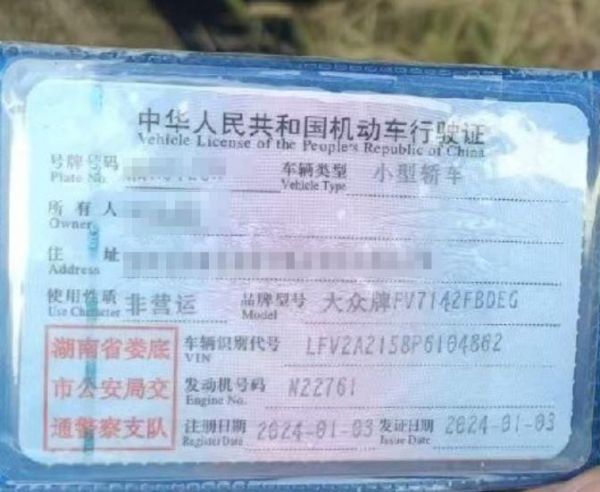 中华人民共和国机动车行驶证
Vehicle License of the People's Republic of China
号牌号码 车辆类型 小型轿车
Plate No. Vehicle Type
所有人
Owner
住址
Address
使用性质 非营运 品牌型号 大众牌FV7142FBDEG
Use Character Model
湖南省娄底
市公安局交
通警察支队
车辆识别代号 LFV2A2158P6104862
VIN
发动机号码 N22761
Engine No.
注册日期 2024-01-03 发证日期 2024-01-03
Register Date Issue Date